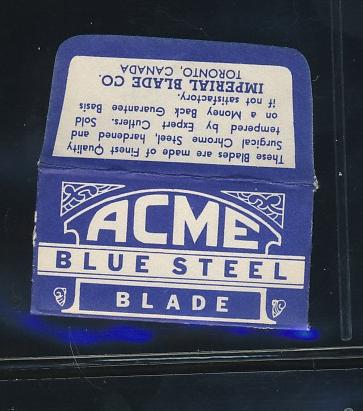 These Blades are made of Finest Quality
Surgical Chrome Steel, hardened and
tempered by Expert Cutlers. Sold
on a Money Back Guarantee Basis
if not satisfactory.
IMPERIAL BLADE CO.
TORONTO, CANADA
ACME
BLUE STEEL
BLADE